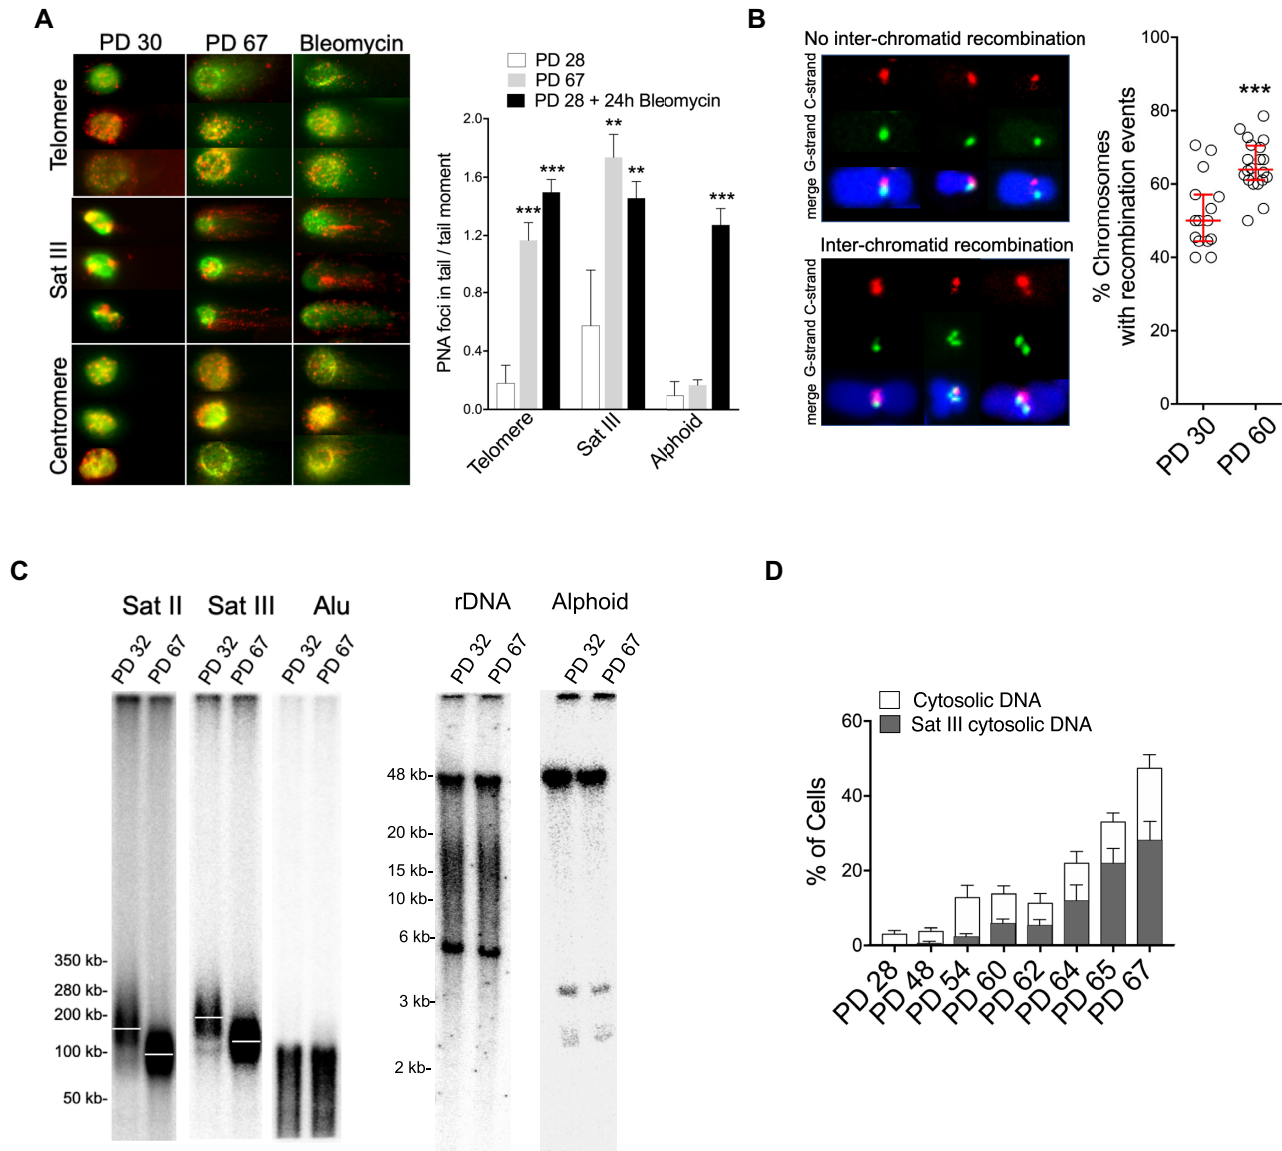 A
PD 30
PD 67
Bleomycin
Telomere
Sat III
Centromere
PD 28
PD 67
PD 28 + 24h Bleomycin
PNA foci in tail / tail moment
2.0
1.6
1.2
0.8
0.4
0.0
***
***
**
**
***
Telomere
Sat III
Alphoid
B
No inter-chromatid recombination
C-strand
G-strand
merge
Inter-chromatid recombination
C-strand
G-strand
merge
% Chromosomes
with recombination events
100
80
60
40
20
0
***
PD 30
PD 60
C
Sat II
Sat III
Alu
PD 32
PD 67
PD 32
PD 67
PD 32
PD 67
350 kb-
280 kb-
200 kb-
100 kb-
50 kb-
rDNA
Alphoid
PD 32
PD 67
PD 32
PD 67
48 kb-
20 kb-
15 kb-
10 kb-
6 kb-
3 kb-
2 kb-
D
Cytosolic DNA
Sat III cytosolic DNA
% of Cells
60
40
20
0
PD 28
PD 48
PD 54
PD 60
PD 62
PD 64
PD 65
PD 67